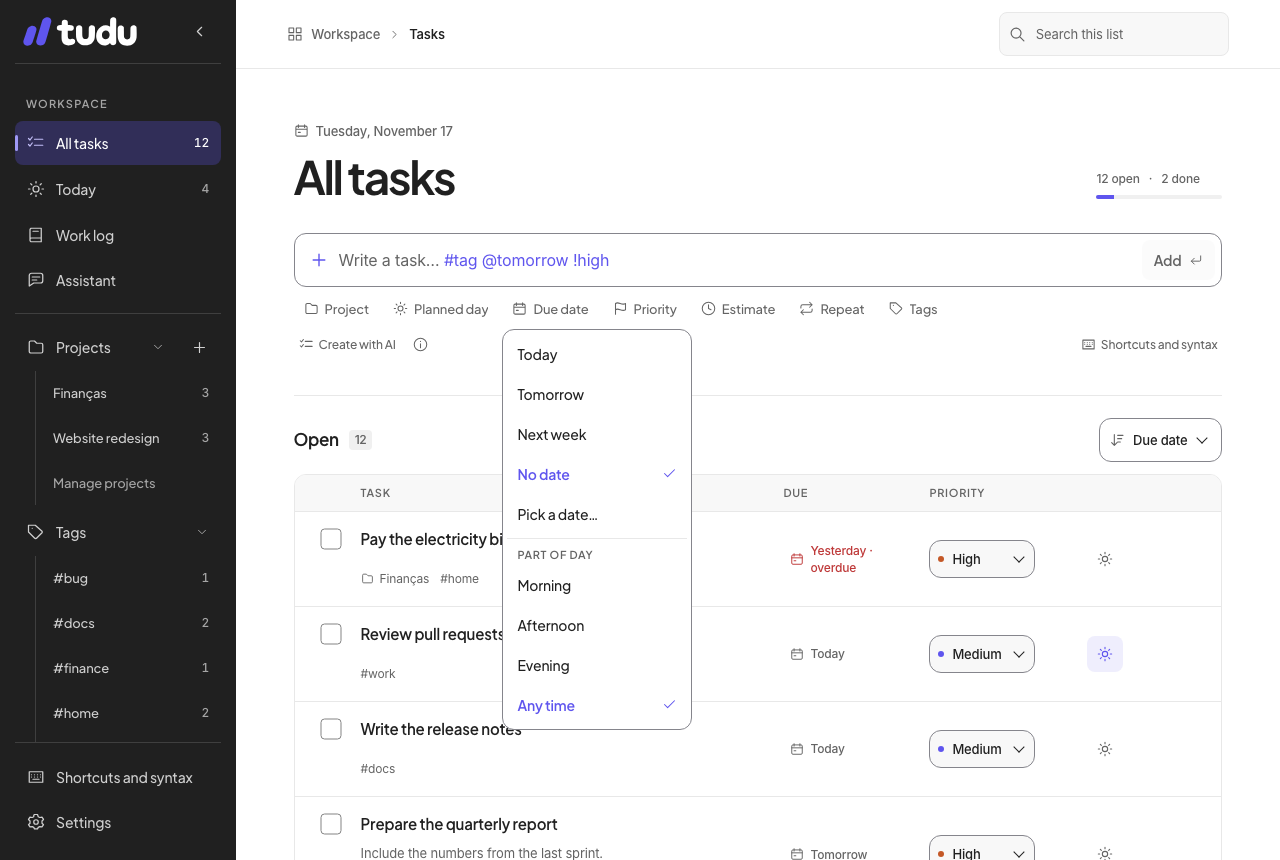 tudu
WORKSPACE
All tasks 12
Today 4
Work log
Assistant
Projects
Finanças 3
Website redesign 3
Manage projects
Tags
#bug 1
#docs 2
#finance 1
#home 2
Shortcuts and syntax
Settings
Workspace > Tasks
Search this list
Tuesday, November 17
All tasks
12 open · 2 done
Write a task... #tag @tomorrow !high
Add
Project Planned day Due date Priority Estimate Repeat Tags
Create with AI
Shortcuts and syntax
Today
Tomorrow
Next week
No date
Pick a date...
PART OF DAY
Morning
Afternoon
Evening
Any time
Open 12
Due date
TASK DUE PRIORITY
Pay the electricity bi
Yesterday ·
overdue
High
Finanças #home
Review pull requests
Today
Medium
#work
Write the release notes
Today
Medium
#docs
Prepare the quarterly report
Include the numbers from the last sprint.
Tomorrow
High